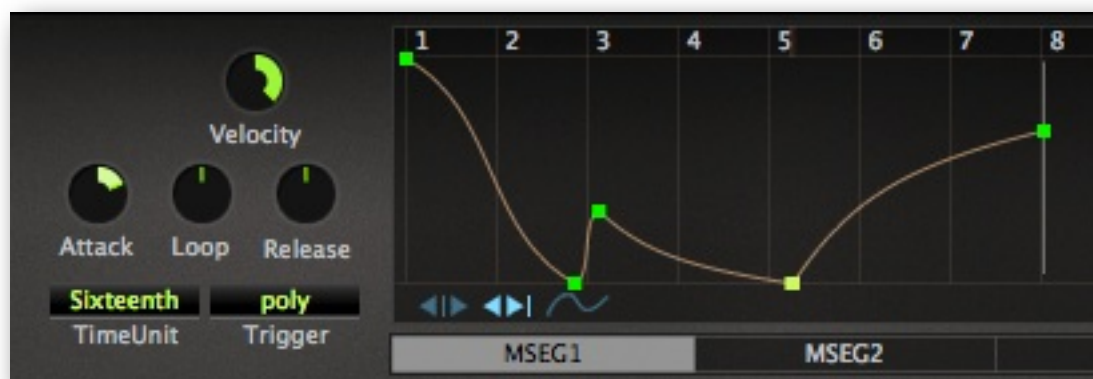 1 2 3 4 5 6 7 8
Velocity
Attack Loop Release
Sixteenth poly
TimeUnit Trigger
MSEG1 MSEG2